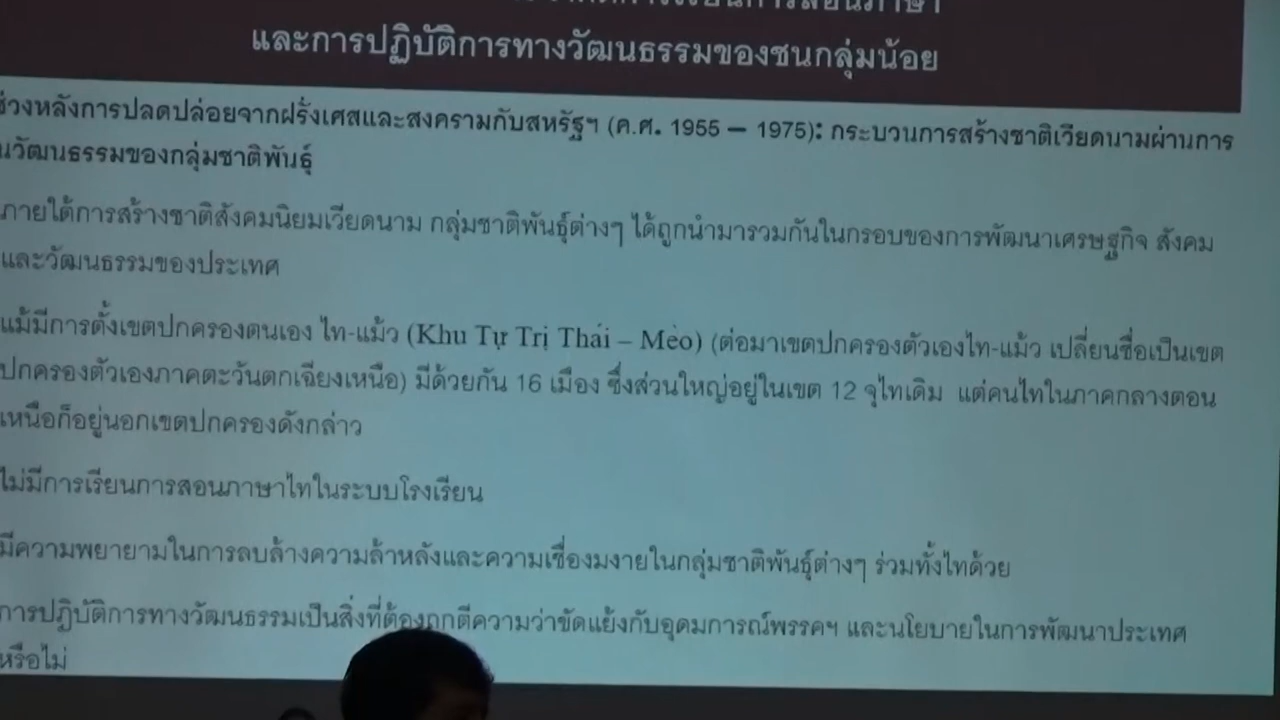 การเรียนการสอนภาษา
และการปฏิบัติการทางวัฒนธรรมของชนกลุ่มน้อย
ช่วงหลังการปลดปล่อยจากฝรั่งเศสและสงครามกับสหรัฐฯ (ค.ศ. 1955 – 1975): กระบวนการสร้างชาติเวียดนามผ่านการ
วัฒนธรรมของกลุ่มชาติพันธุ์
ภายใต้การสร้างชาติสังคมนิยมเวียดนาม กลุ่มชาติพันธุ์ต่างๆ ได้ถูกนำมารวมกันในกรอบของการพัฒนาเศรษฐกิจ สังคม
และวัฒนธรรมของประเทศ
แม้มีการตั้งเขตปกครองตนเอง ไท-แม้ว (Khu Tự Trị Thái – Mèo) (ต่อมาเขตปกครองตัวเองไท-แม้ว เปลี่ยนชื่อเป็นเขต
ปกครองตัวเองภาคตะวันตกเฉียงเหนือ) มีด้วยกัน 16 เมือง ซึ่งส่วนใหญ่อยู่ในเขต 12 จุไทเดิม แต่คนไทในภาคกลางตอน
เหนือก็อยู่นอกเขตปกครองดังกล่าว
ไม่มีการเรียนการสอนภาษาไทในระบบโรงเรียน
มีความพยายามในการลบล้างความล้าหลังและความเชื่องมงายในกลุ่มชาติพันธุ์ต่างๆ ร่วมทั้งไทด้วย
การปฏิบัติการทางวัฒนธรรมเป็นสิ่งที่ต้องถูกตีความว่าขัดแย้งกับอุดมการณ์พรรคฯ และนโยบายในการพัฒนาประเทศ
หรือไม่